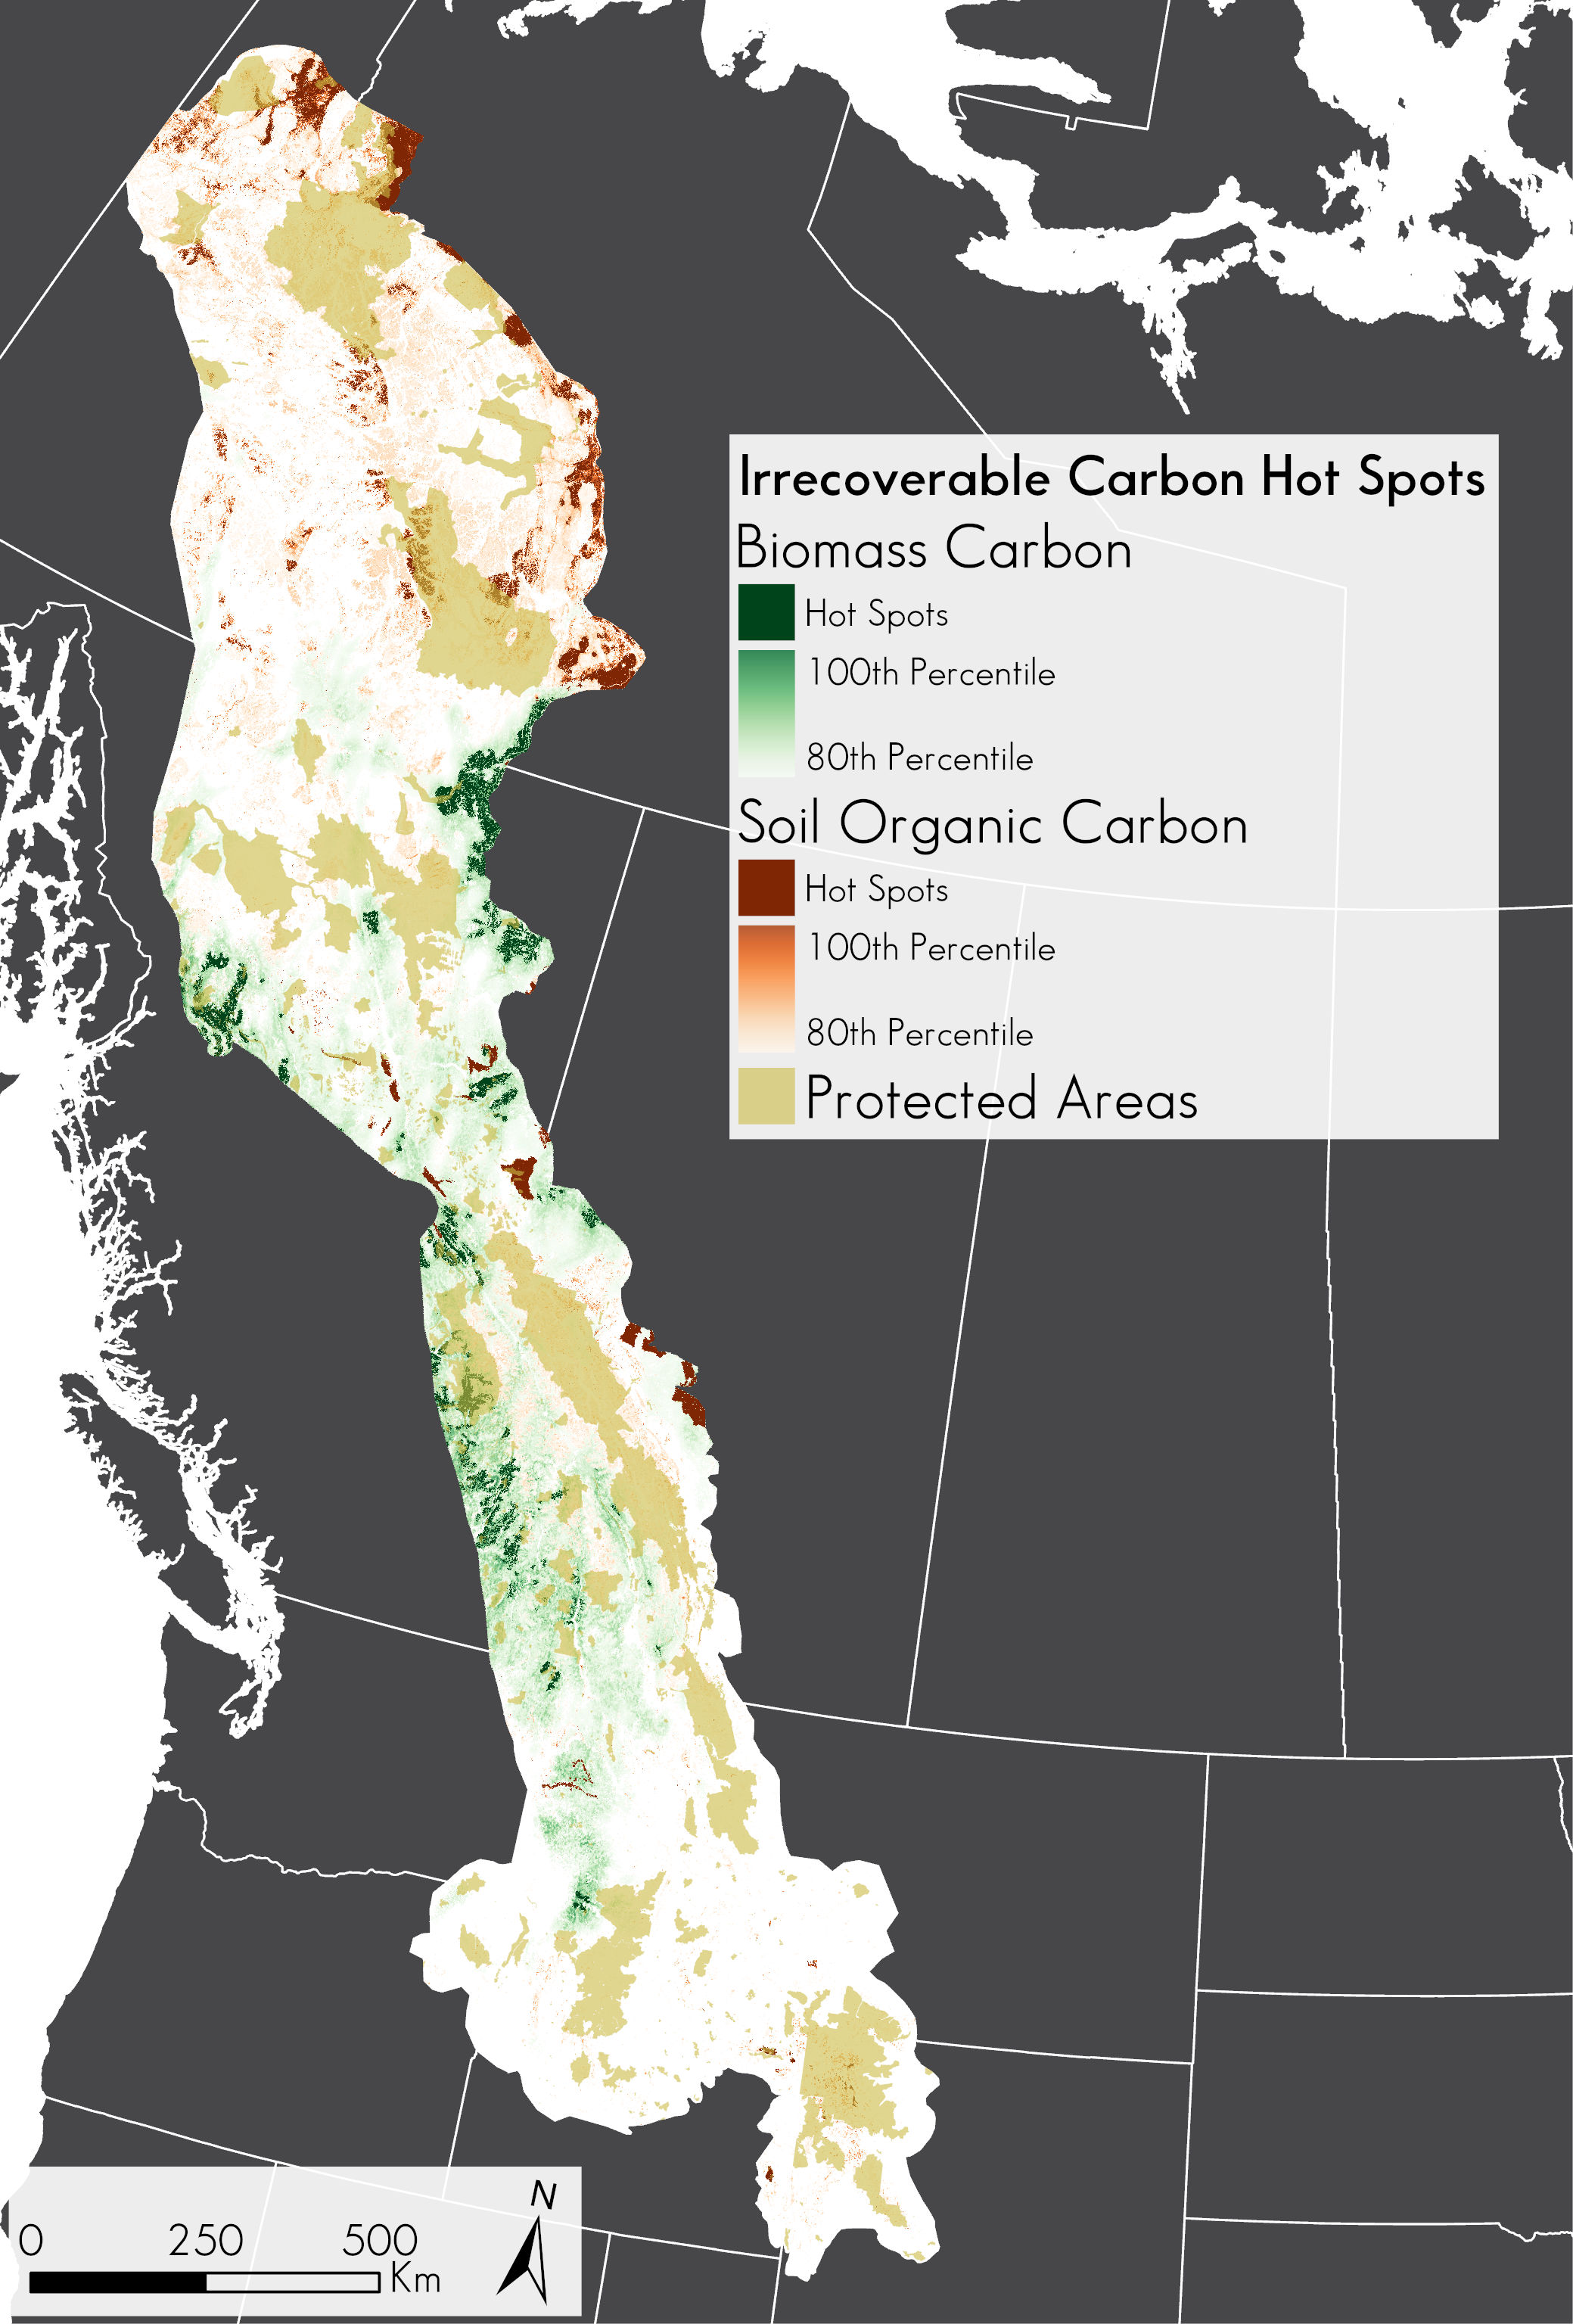 Irrecoverable Carbon Hot Spots
Biomass Carbon
Hot Spots
100th Percentile
80th Percentile
Soil Organic Carbon
Hot Spots
100th Percentile
80th Percentile
Protected Areas
N
0 250 500
Km